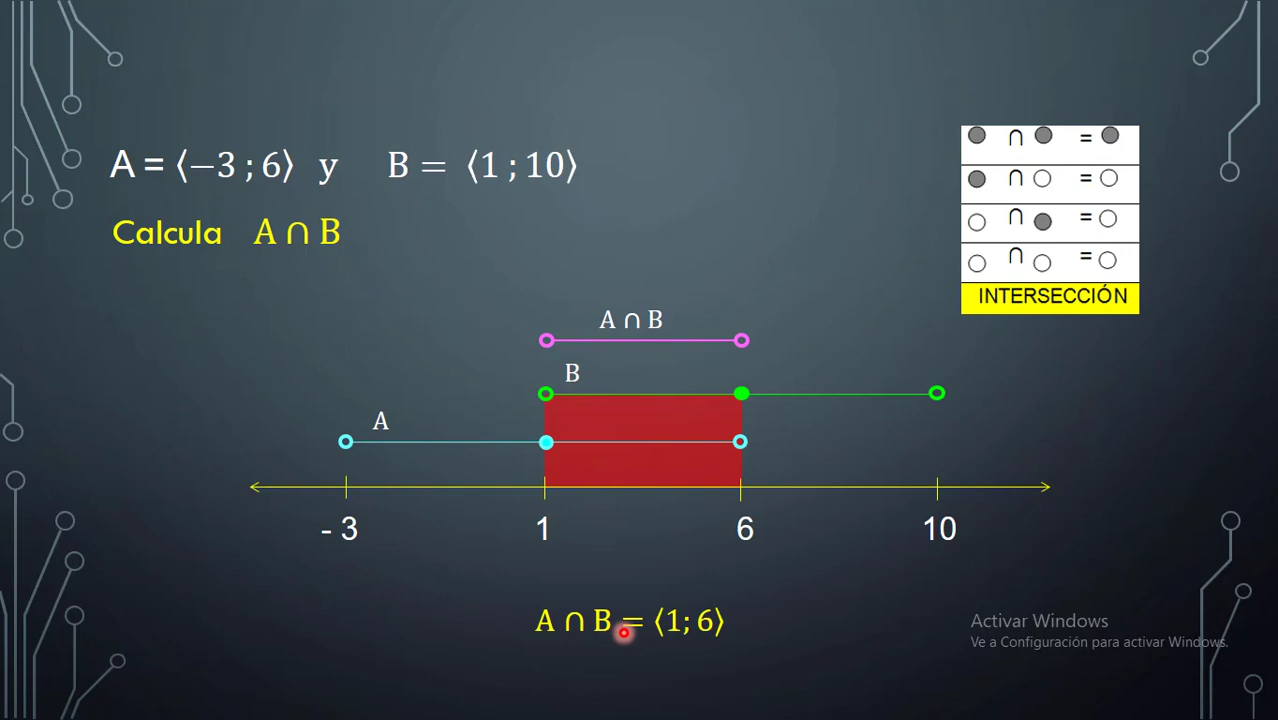 A = ⟨−3 ; 6⟩ y B = ⟨1 ; 10⟩
Calcula A ∩ B
∩ =
∩ =
∩ =
∩ =
INTERSECCIÓN
A ∩ B
B
A
- 3 1 6 10
A ∩ B = ⟨1; 6⟩
Activar Windows
Ve a Configuración para activar Windows.